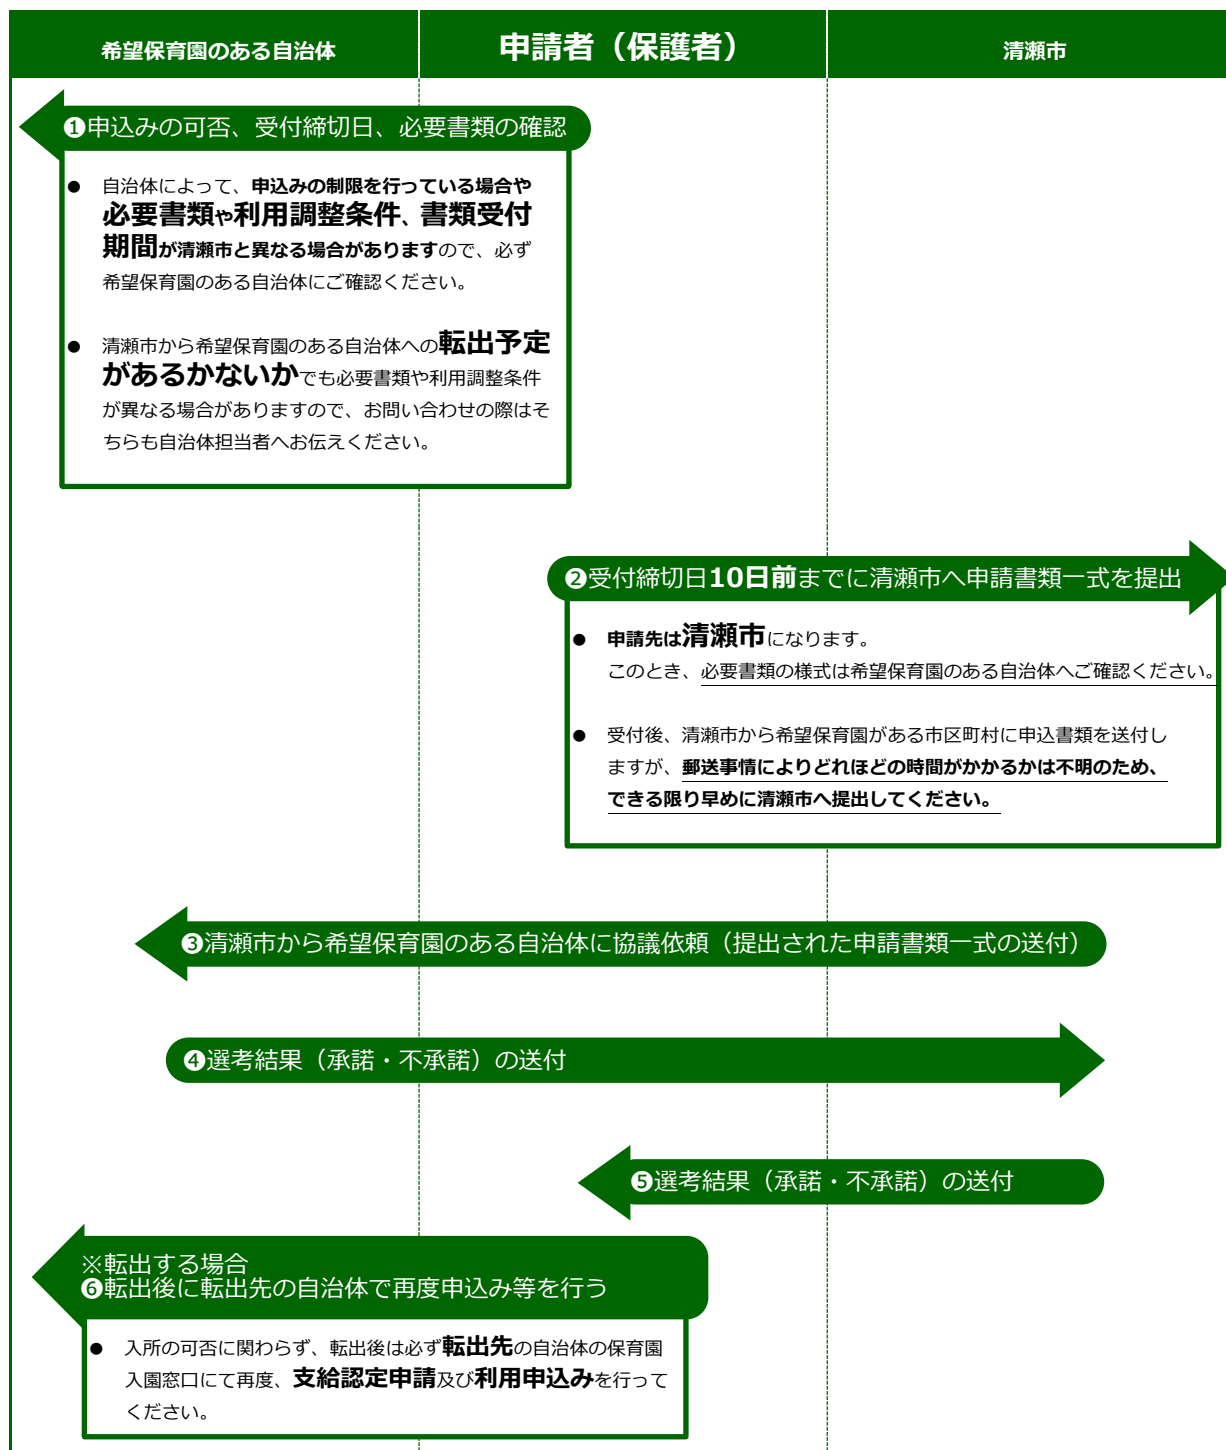 希望保育園のある自治体
申請者（保護者）
清瀬市
❶申込みの可否、受付締切日、必要書類の確認
● 自治体によって、申込みの制限を行っている場合や
必要書類や利用調整条件、書類受付
期間が清瀬市と異なる場合がありますので、必ず
希望保育園のある自治体にご確認ください。
● 清瀬市から希望保育園のある自治体への転出予定
があるかないかでも必要書類や利用調整条件
が異なる場合がありますので、お問い合わせの際はそ
ちらも自治体担当者へお伝えください。
❷受付締切日10日前までに清瀬市へ申請書類一式を提出
● 申請先は清瀬市になります。
このとき、必要書類の様式は希望保育園のある自治体へご確認ください。
● 受付後、清瀬市から希望保育園がある市区町村に申込書類を送付し
ますが、郵送事情によりどれほどの時間がかかるかは不明のため、
できる限り早めに清瀬市へ提出してください。
❸清瀬市から希望保育園のある自治体に協議依頼（提出された申請書類一式の送付）
❹選考結果（承諾・不承諾）の送付
❺選考結果（承諾・不承諾）の送付
※転出する場合
❻転出後に転出先の自治体で再度申込み等を行う
● 入所の可否に関わらず、転出後は必ず転出先の自治体の保育園
入園窓口にて再度、支給認定申請及び利用申込みを行って
ください。